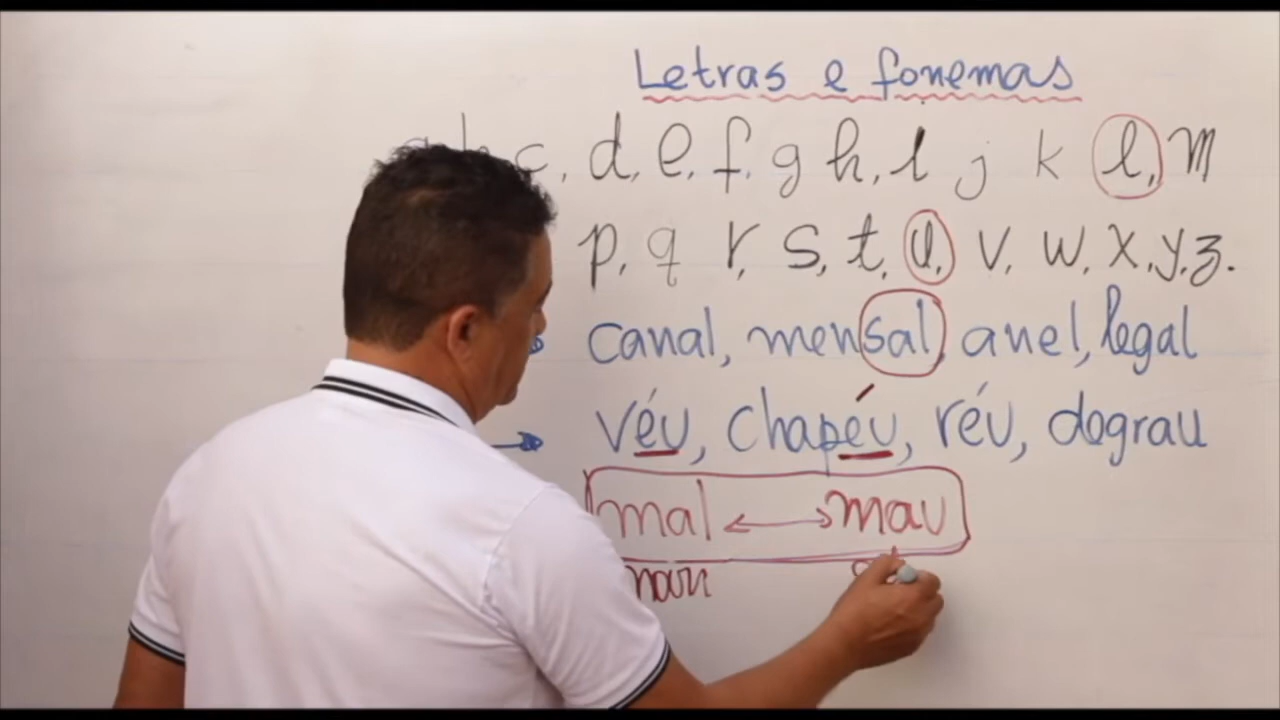 Letras e fonemas
c, d, e, f, g h, i j k l, m
p, q r, s, t, u, v, w, x, y, z.
canal, mensal, anel, legal
véu, chapéu, réu, degrau
mal ↔ mau